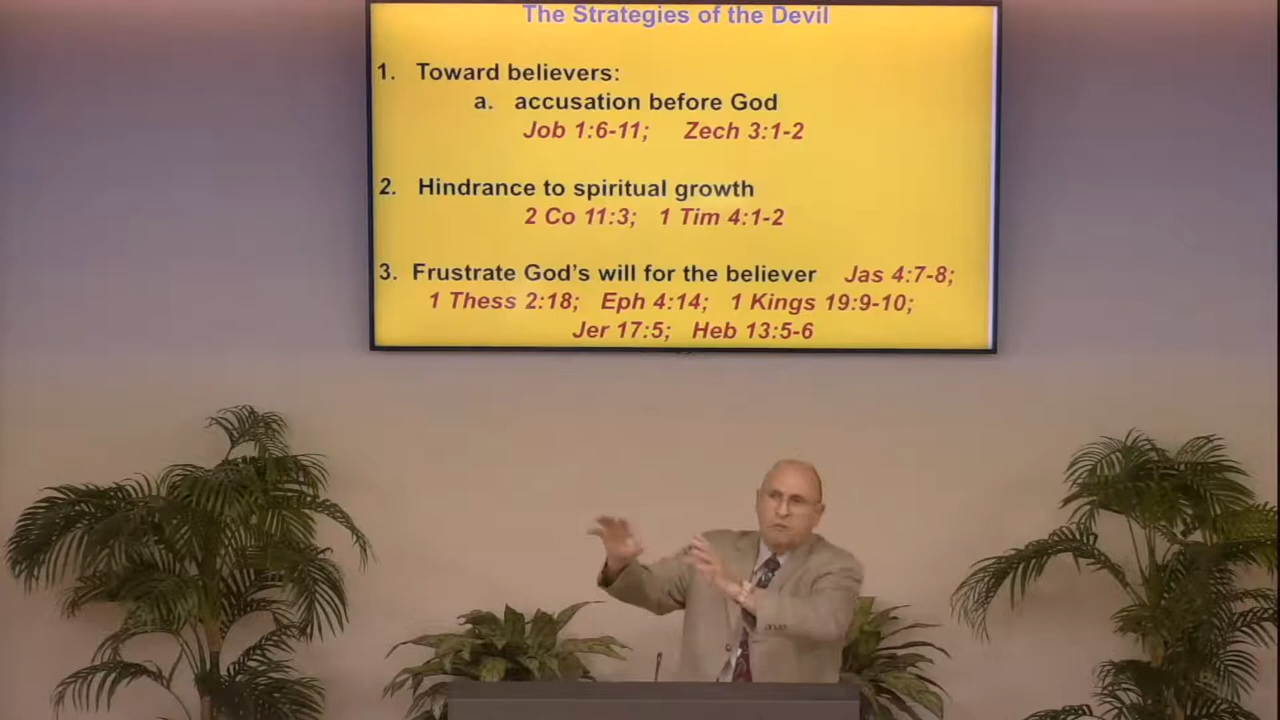 The Strategies of the Devil
1. Toward believers:
a. accusation before God
Job 1:6-11; Zech 3:1-2
2. Hindrance to spiritual growth
2 Co 11:3; 1 Tim 4:1-2
3. Frustrate God's will for the believer Jas 4:7-8;
1 Thess 2:18; Eph 4:14; 1 Kings 19:9-10;
Jer 17:5; Heb 13:5-6